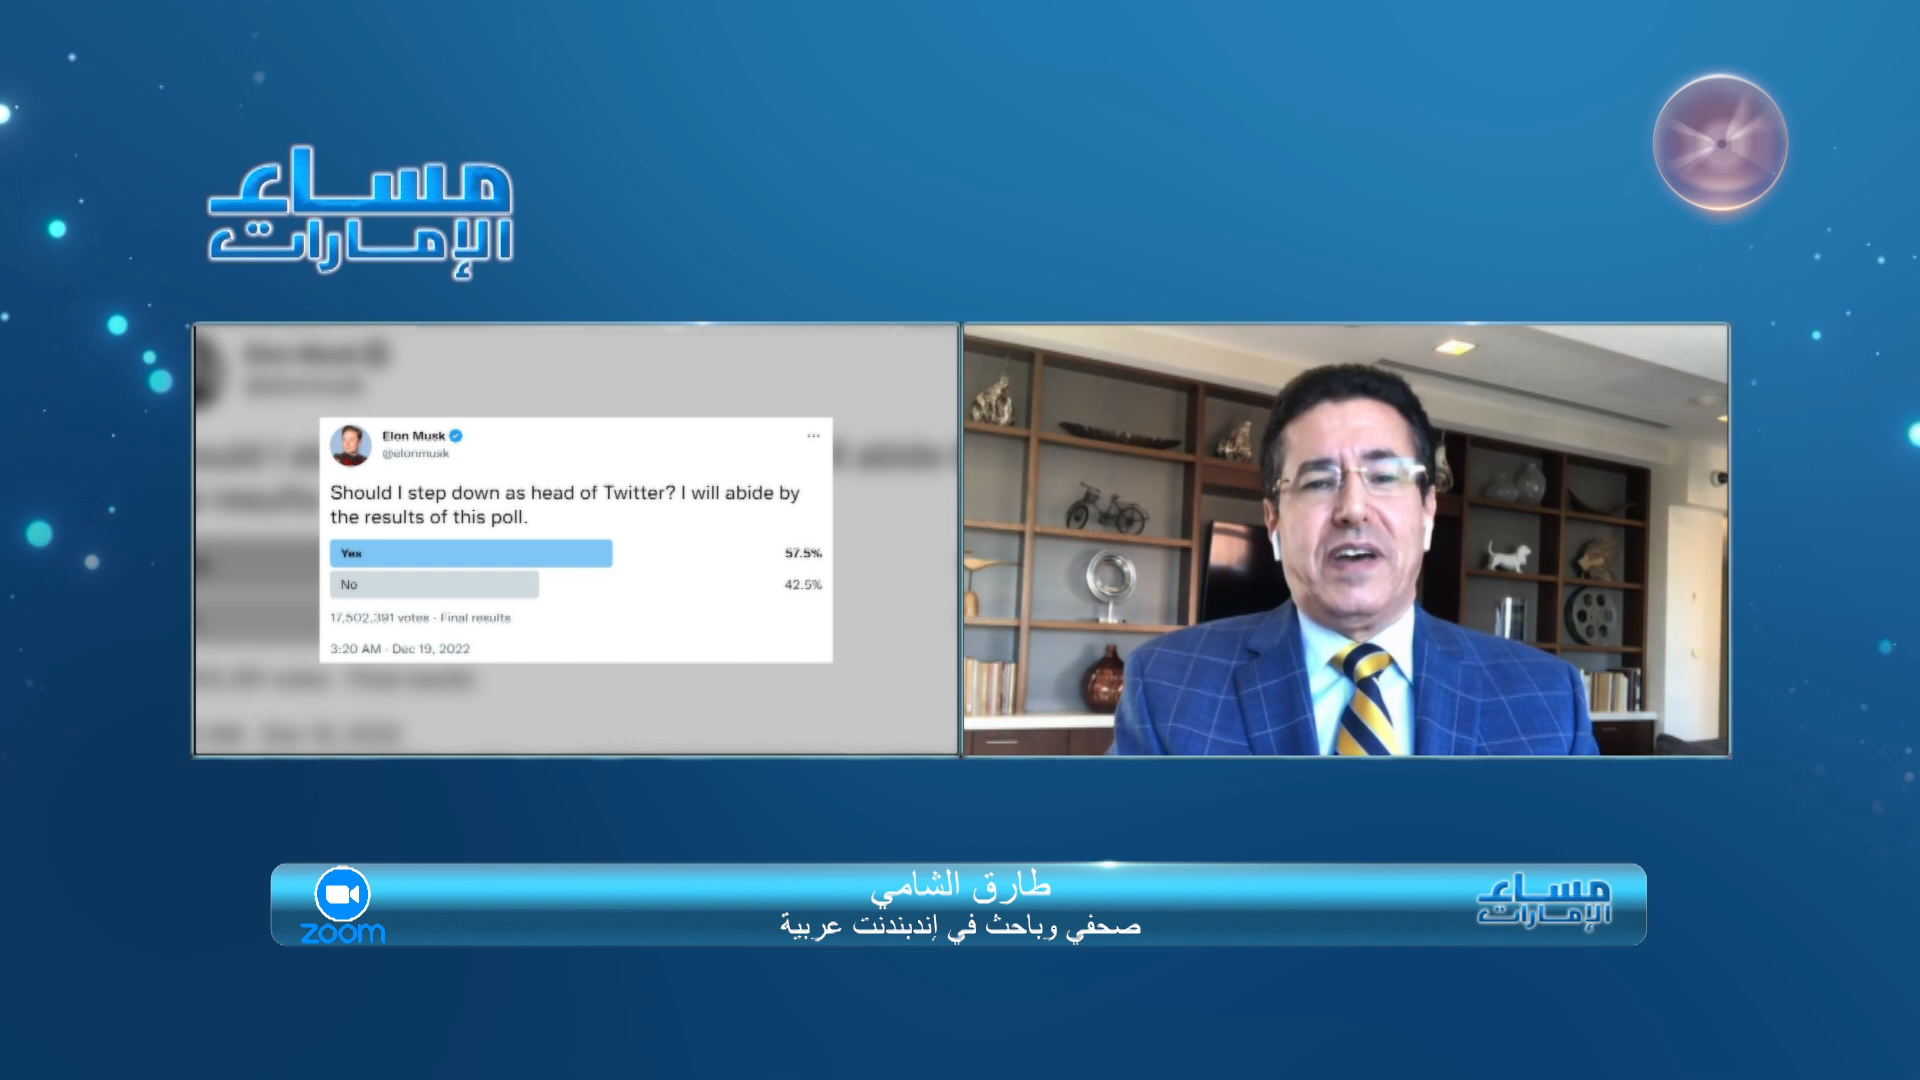 مساء
الإمارات
Elon Musk
@elonmusk
Should I step down as head of Twitter? I will abide by
the results of this poll.
Yes 57.5%
No 42.5%
17,502,391 votes · Final results
3:20 AM · Dec 19, 2022
طارق الشامي
صحفي وباحث في إندبندنت عربية
zoom
مساء
الإمارات